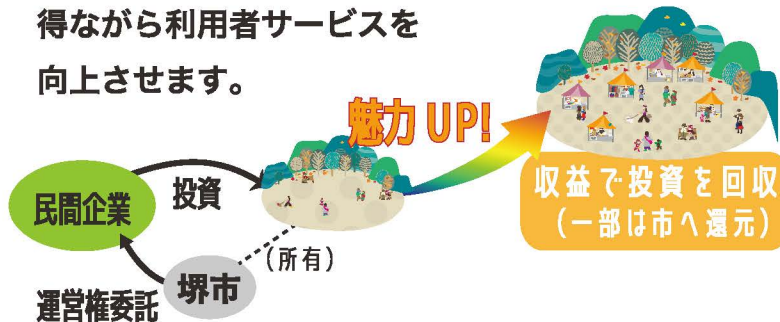 得ながら利用者サービスを
向上させます。
魅力 UP!
民間企業
投資
収益で投資を回収
(一部は市へ還元)
(所有)
堺市
運営権委託